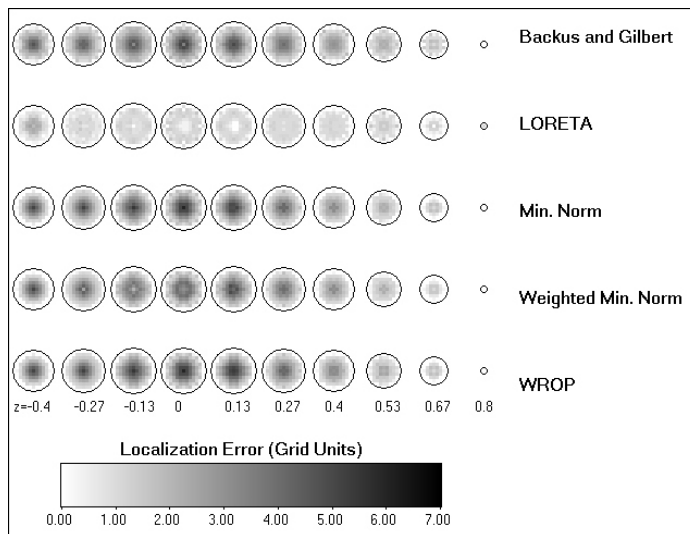 Backus and Gilbert
LORETA
Min. Norm
Weighted Min. Norm
WROP
z=-0.4 -0.27 -0.13 0 0.13 0.27 0.4 0.53 0.67 0.8
Localization Error (Grid Units)
0.00 1.00 2.00 3.00 4.00 5.00 6.00 7.00